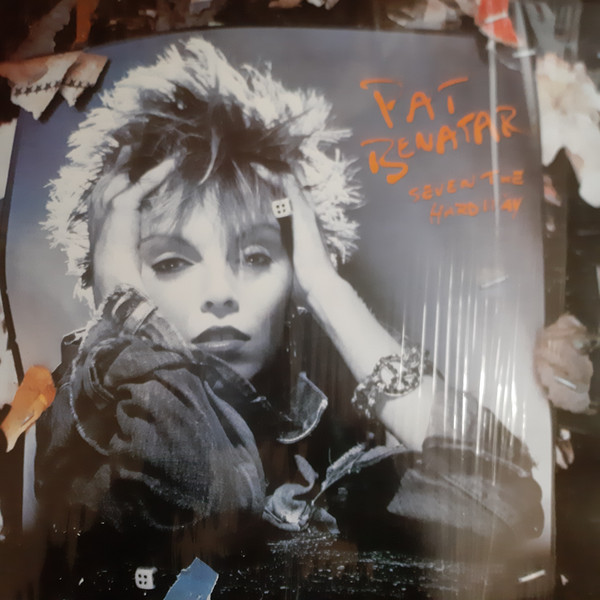 PAT
BENATAR
SEVEN THE
HARD WAY